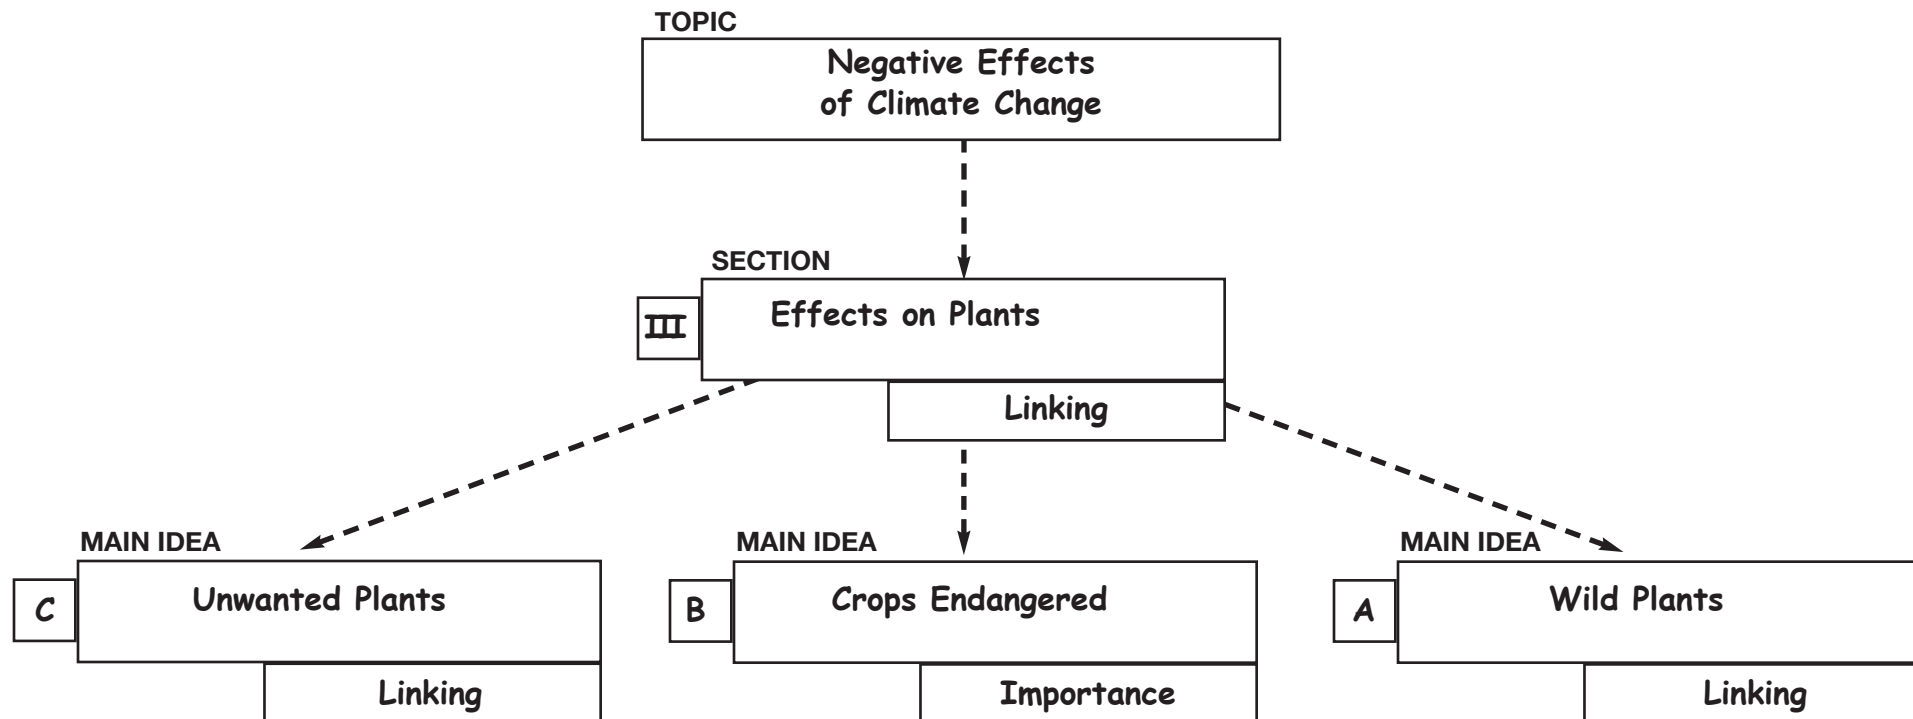 TOPIC
Negative Effects
of Climate Change
SECTION
III
Effects on Plants
Linking
MAIN IDEA
C
Unwanted Plants
Linking
MAIN IDEA
B
Crops Endangered
Importance
MAIN IDEA
A
Wild Plants
Linking